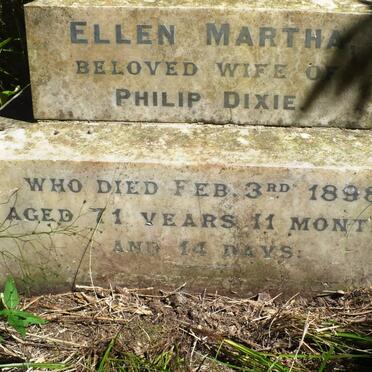 ELLEN MARTHA,
BELOVED WIFE OF
PHILIP DIXIE.
WHO DIED FEB. 3RD. 1898
AGED 71 YEARS 11 MONT
AND 14 DAYS.